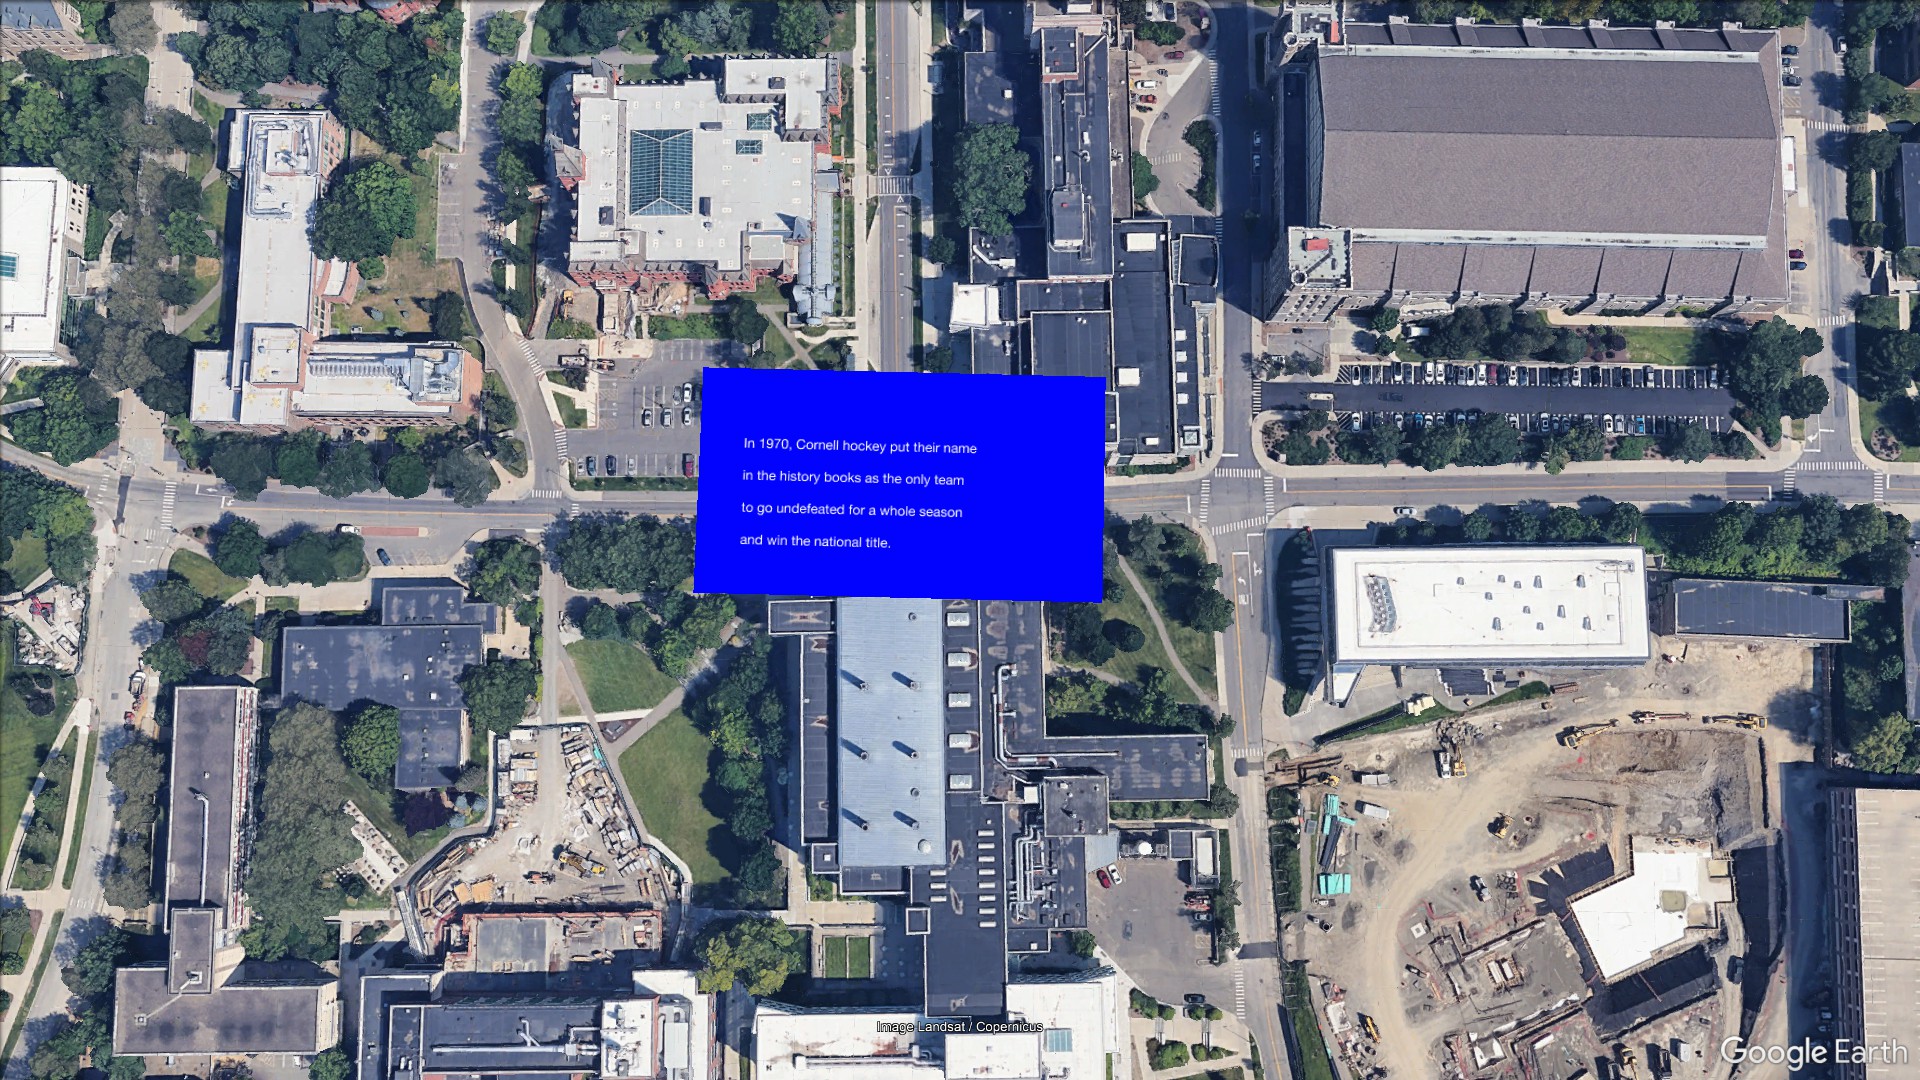 In 1970, Cornell hockey put their name
in the history books as the only team
to go undefeated for a whole season
and win the national title.
Image Landsat / Copernicus
Google Earth